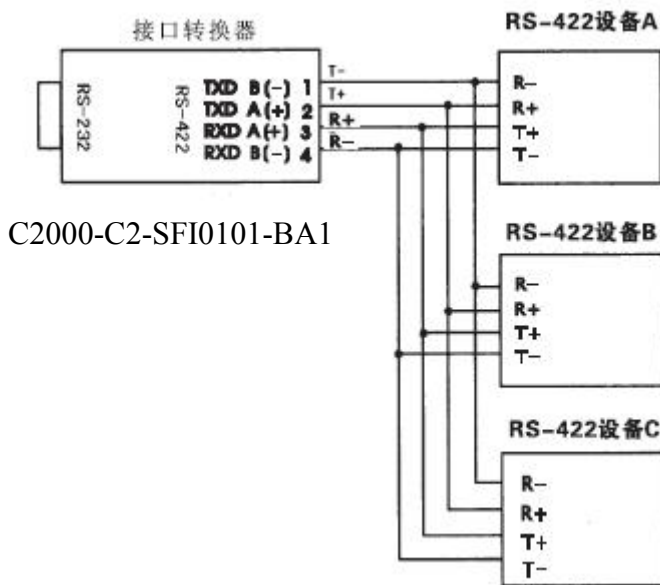 接口转换器
RS-232
RS-422
TXD B(-) 1
TXD A(+) 2
RXD A(+) 3
RXD B(-) 4
T-
T+
R+
R-
C2000-C2-SFI0101-BA1
RS-422设备A
R-
R+
T+
T-
RS-422设备B
R-
R+
T+
T-
RS-422设备C
R-
R+
T+
T-